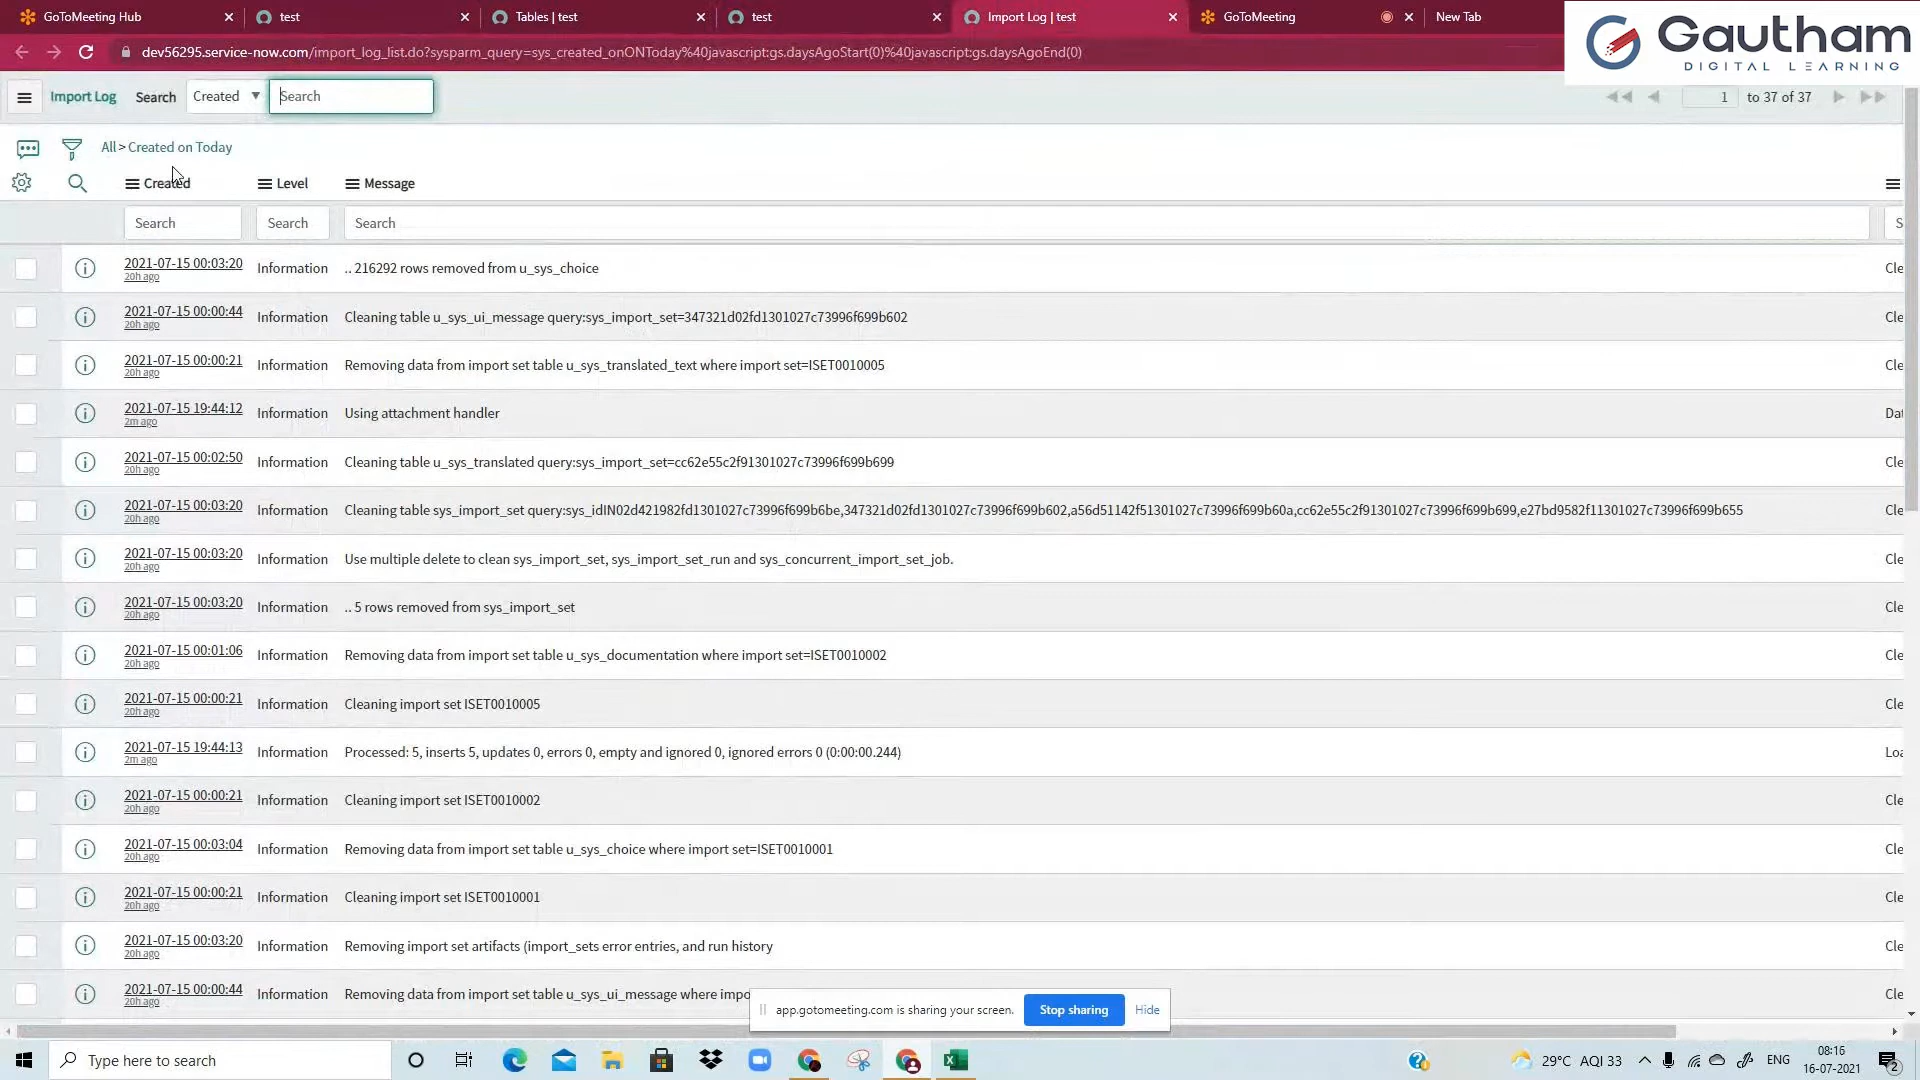 GoToMeeting Hub
test
Tables | test
test
Import Log | test
GoToMeeting
New Tab
dev56295.service-now.com/import_log_list.do?sysparm_query=sys_created_onONToday%40javascript:gs.daysAgoStart(0)%40javascript:gs.daysAgoEnd(0)
Gautham
DIGITAL LEARNING
Import Log Search Created Search
1 to 37 of 37
All > Created on Today
Created Level Message
Search Search Search S
2021-07-15 00:03:20 Information .. 216292 rows removed from u_sys_choice Cle
20h ago
2021-07-15 00:00:44 Information Cleaning table u_sys_ui_message query:sys_import_set=347321d02fd1301027c73996f699b602 Cle
20h ago
2021-07-15 00:00:21 Information Removing data from import set table u_sys_translated_text where import set=ISET0010005 Cle
20h ago
2021-07-15 19:44:12 Information Using attachment handler Dat
2m ago
2021-07-15 00:02:50 Information Cleaning table u_sys_translated query:sys_import_set=cc62e55c2f91301027c73996f699b699 Cle
20h ago
2021-07-15 00:03:20 Information Cleaning table sys_import_set query:sys_idIN02d421982fd1301027c73996f699b6be,347321d02fd1301027c73996f699b602,a56d51142f51301027c73996f699b60a,cc62e55c2f91301027c73996f699b699,e27bd9582f11301027c73996f699b655 Cle
20h ago
2021-07-15 00:03:20 Information Use multiple delete to clean sys_import_set, sys_import_set_run and sys_concurrent_import_set_job. Cle
20h ago
2021-07-15 00:03:20 Information .. 5 rows removed from sys_import_set Cle
20h ago
2021-07-15 00:01:06 Information Removing data from import set table u_sys_documentation where import set=ISET0010002 Cle
20h ago
2021-07-15 00:00:21 Information Cleaning import set ISET0010005 Cle
20h ago
2021-07-15 19:44:13 Information Processed: 5, inserts 5, updates 0, errors 0, empty and ignored 0, ignored errors 0 (0:00:00.244) Loa
2m ago
2021-07-15 00:00:21 Information Cleaning import set ISET0010002 Cle
20h ago
2021-07-15 00:03:04 Information Removing data from import set table u_sys_choice where import set=ISET0010001 Cle
20h ago
2021-07-15 00:00:21 Information Cleaning import set ISET0010001 Cle
20h ago
2021-07-15 00:03:20 Information Removing import set artifacts (import_sets error entries, and run history Cle
20h ago
2021-07-15 00:00:44 Information Removing data from import set table u_sys_ui_message where impo Cle
20h ago
app.gotomeeting.com is sharing your screen. Stop sharing Hide
Type here to search
29°C AQI 33 ENG
08:16
16-07-2021
2